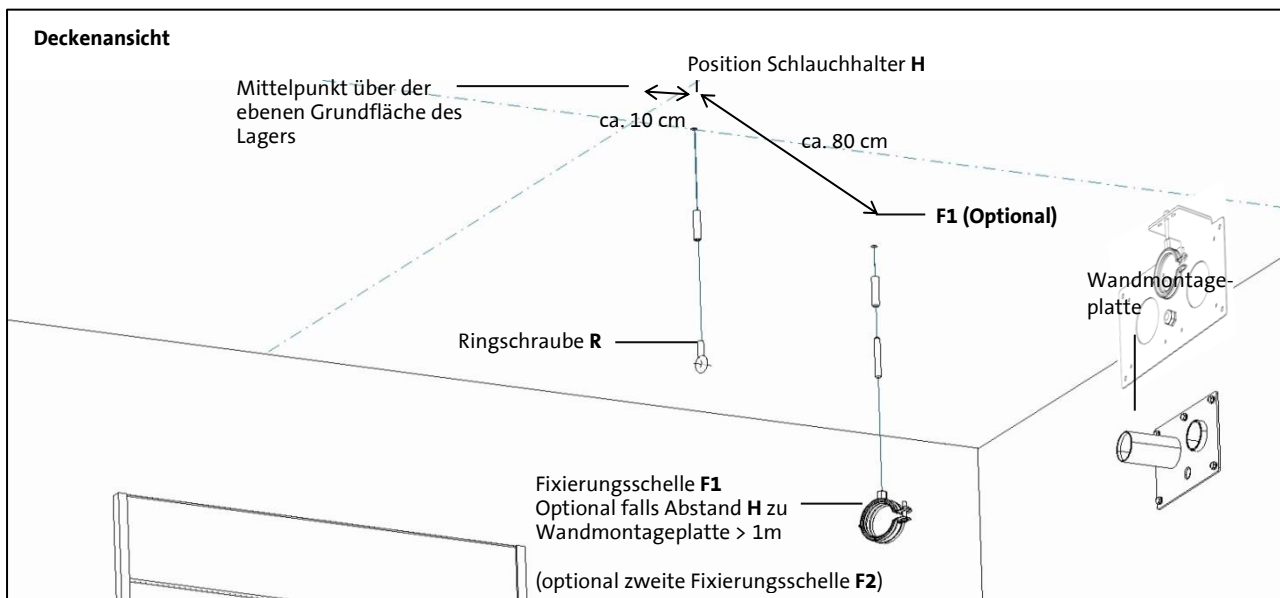 Deckenansicht
Position Schlauchhalter H
Mittelpunkt über der
ebenen Grundfläche des
Lagers
ca. 10 cm
ca. 80 cm
F1 (Optional)
Wandmontage-
platte
Ringschraube R
Fixierungsschelle F1
Optional falls Abstand H zu
Wandmontageplatte > 1m
(optional zweite Fixierungsschelle F2)